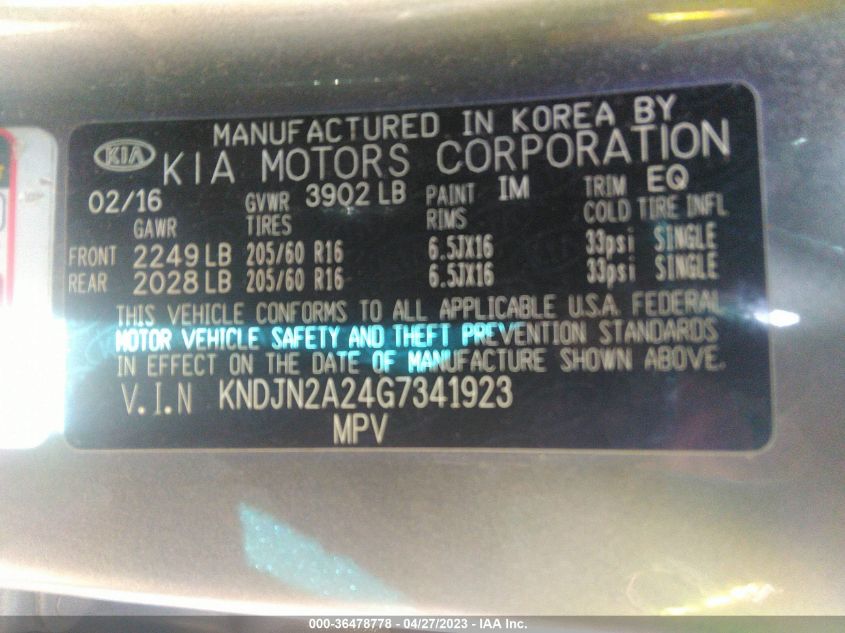 MANUFACTURED IN KOREA BY
KIA KIA MOTORS CORPORATION
02/16 GVWR 3902 LB PAINT IM TRIM EQ
GAWR TIRES RIMS COLD TIRE INFL
FRONT 2249 LB 205/60 R16 6.5JX16 33psi SINGLE
REAR 2028 LB 205/60 R16 6.5JX16 33psi SINGLE
THIS VEHICLE CONFORMS TO ALL APPLICABLE U.S.A. FEDERAL
MOTOR VEHICLE SAFETY AND THEFT PREVENTION STANDARDS
IN EFFECT ON THE DATE OF MANUFACTURE SHOWN ABOVE.
V.I.N KNDJN2A24G7341923
MPV
000-36478778 - 04/27/2023 - IAA Inc.